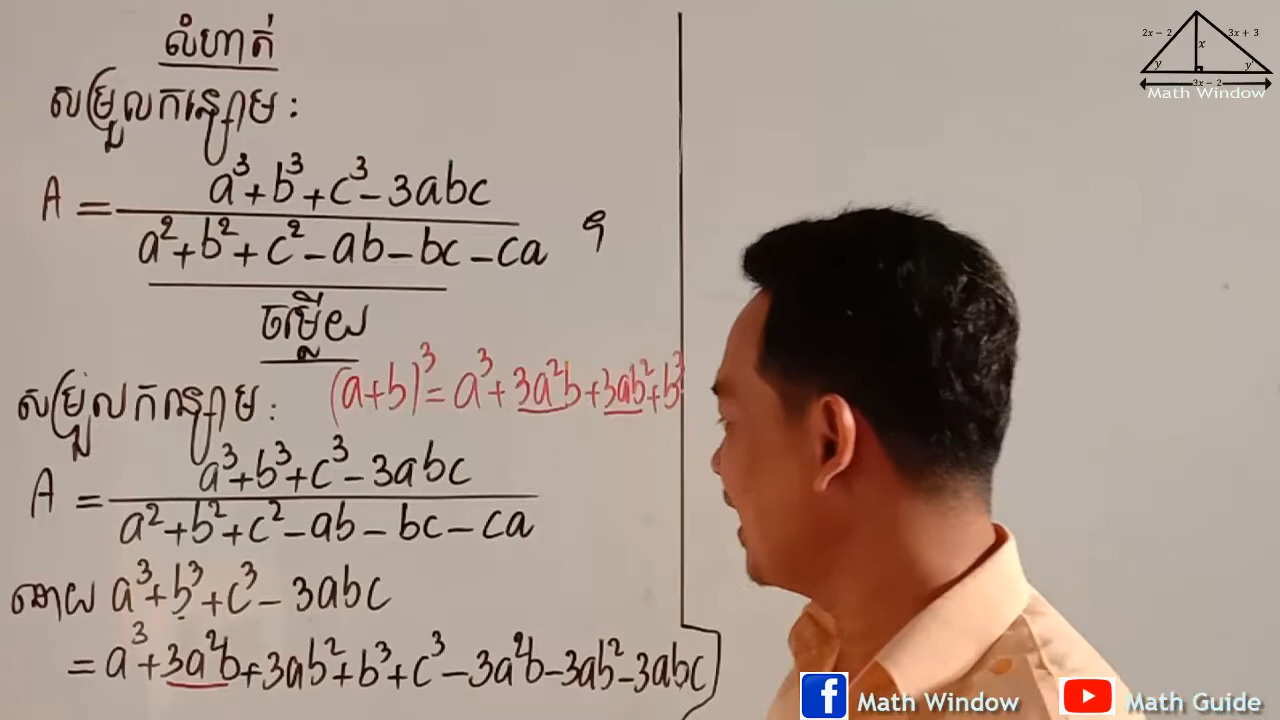 លំហាត់
សម្រួលកន្សោម :
A = a³+b³+c³-3abc / a²+b²+c²-ab-bc-ca ។
ចម្លើយ
សម្រួលកន្សោម : (a+b)³ = a³+3a²b+3ab²+b³
A = a³+b³+c³-3abc / a²+b²+c²-ab-bc-ca
ដោយ a³+b³+c³-3abc
= a³+3a²b+3ab²+b³+c³-3a²b-3ab²-3abc
2x-2
3x+3
x
y
y
3x-2
Math Window
Math Window
Math Guide